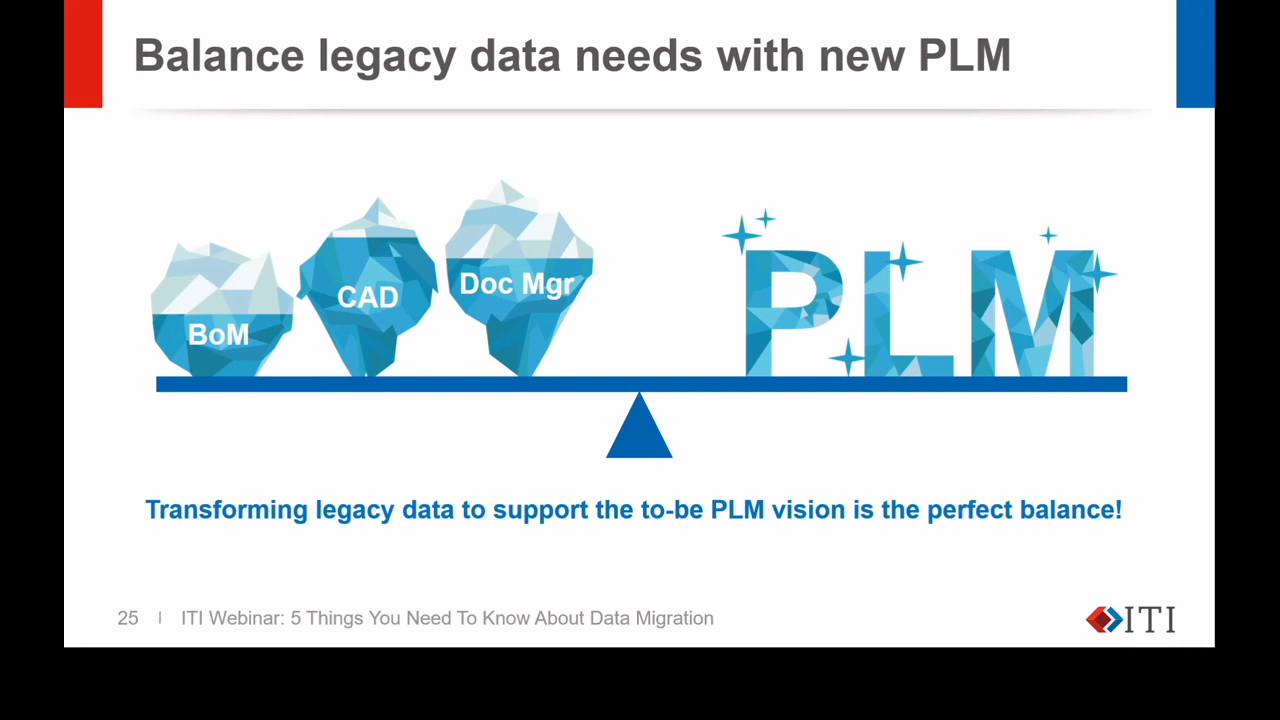 Balance legacy data needs with new PLM
BoM
CAD
Doc Mgr
PLM
Transforming legacy data to support the to-be PLM vision is the perfect balance!
25 | ITI Webinar: 5 Things You Need To Know About Data Migration
ITI